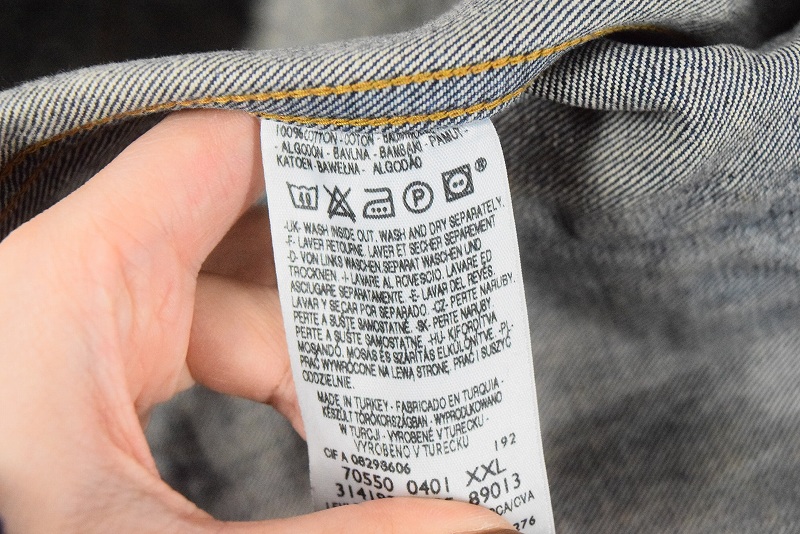 100% COTTON - COTON -
- ALGODON - BAVLNA - BAMBAKI - PAMUT -
KATOEN - BAWEŁNA - ALGODÃO
®
-UK- WASH INSIDE OUT. WASH AND DRY SEPARATELY.
-F- LAVER RETOURNE. LAVER ET SECHER SEPAREMENT
-D- VON LINKS WASCHEN. SEPARAT WASCHEN UND
TROCKNEN -I- LAVARE AL ROVESCIO. LAVARE ED
ASCIUGARE SEPARATAMENTE -E- LAVAR DEL REVES.
LAVAR Y SECAR POR SEPARADO. -CZ- PERTE NARUBY.
PERTE A SUŠTE SAMOSTATNĚ. -SK- PERTE NARUBY
PERTE A SUŠTE SAMOSTATNE. -HU- KIFORDÍTVA
MOSANDÓ. MOSÁS ÉS SZÁRÍTÁS ELKÜLÖNÍTVE -PL-
PRAĆ WYWRÓCONE NA LEWĄ STRONĘ, PRAĆ I SUSZYĆ
ODDZIELNIE.
MADE IN TURKEY - FABRICADO EN TURQUIA -
KÉSZÜLT TÖRÖKORSZÁGBAN - WYPRODUKOWANO
W TURCJI - VYROBENÉ V TURECKU -
VYROBENO V TURECKU
192
CIF A 08298606
70550 0401 XXL
89013
276